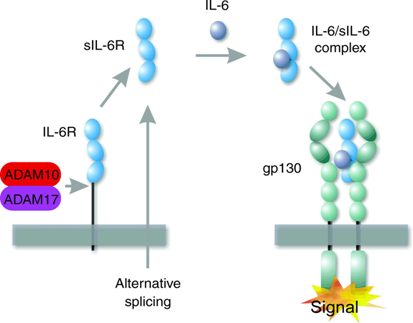 IL-6
sIL-6R
IL-6/sIL-6
complex
IL-6R
ADAM10
ADAM17
gp130
Alternative
splicing
Signal